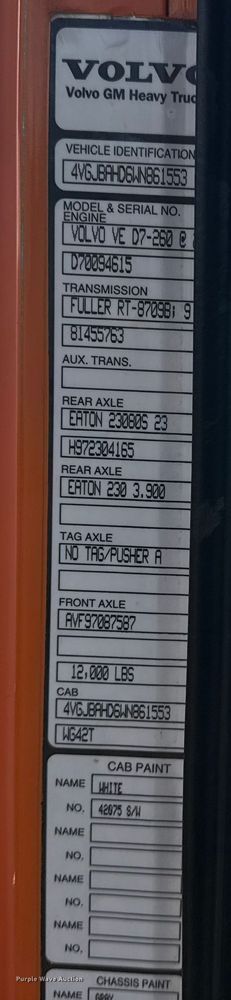 VOLVO
Volvo GM Heavy Truc
VEHICLE IDENTIFICATION
4VGJBAHD6WN861553
MODEL & SERIAL NO.
ENGINE
VOLVO VE D7-260 @
D70094615
TRANSMISSION
FULLER RT-8709B; 9
81455763
AUX. TRANS.
REAR AXLE
EATON 23080S 23
H972304165
REAR AXLE
EATON 230 3.900
TAG AXLE
NO TAG/PUSHER A
FRONT AXLE
AVF97087587
12,000 LBS
CAB
4VGJBAHD6WN861553
WG42T
CAB PAINT
NAME WHITE
NO. 42075 S/W
NAME
NO.
NAME
NO.
NAME
NO.
CHASSIS PAINT
NAME GRAY
Purple Wave Auction